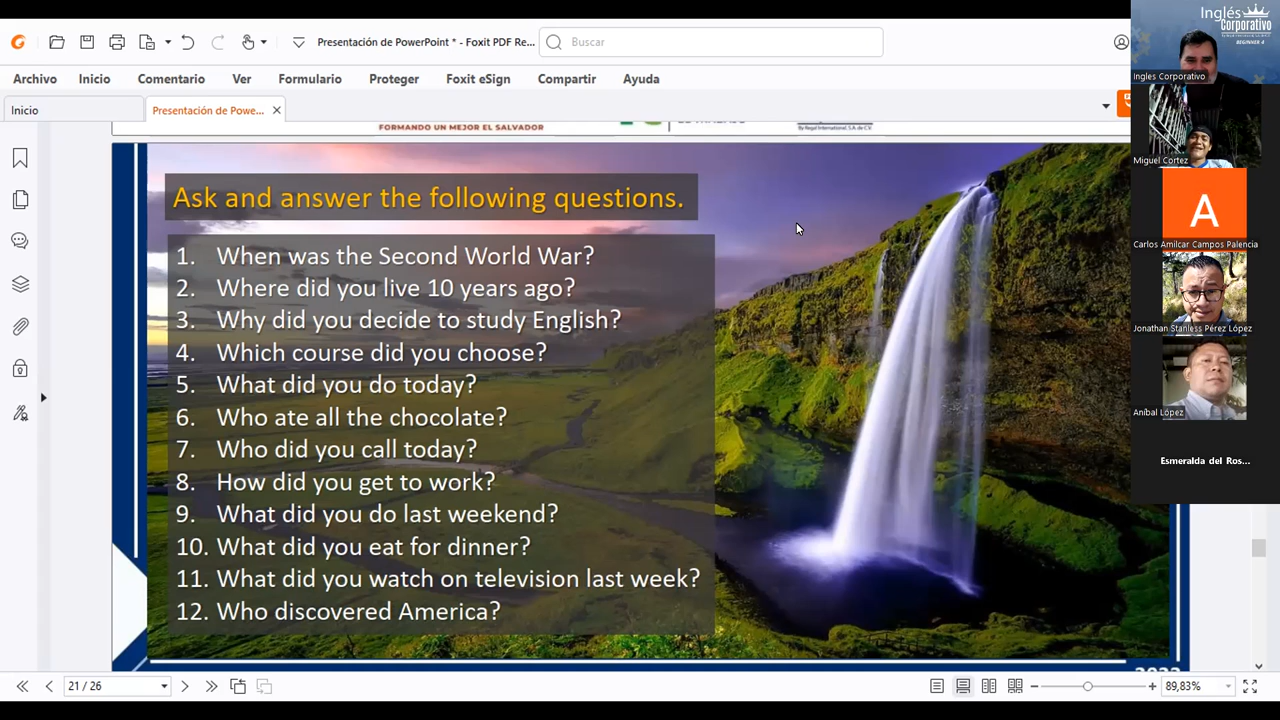 Presentación de PowerPoint * - Foxit PDF Re...
Buscar
Archivo Inicio Comentario Ver Formulario Proteger Foxit eSign Compartir Ayuda
Inicio
Presentación de Powe...
FORMANDO UN MEJOR EL SALVADOR
Ask and answer the following questions.
1. When was the Second World War?
2. Where did you live 10 years ago?
3. Why did you decide to study English?
4. Which course did you choose?
5. What did you do today?
6. Who ate all the chocolate?
7. Who did you call today?
8. How did you get to work?
9. What did you do last weekend?
10. What did you eat for dinner?
11. What did you watch on television last week?
12. Who discovered America?
21 / 26
89,83%
Inglés
Corporativo
BEGINNER 4
Ingles Corporativo
Miguel Cortez
A
Carlos Amilcar Campos Palencia
Jonathan Stanless Pérez López
Aníbal López
Esmeralda del Ros...